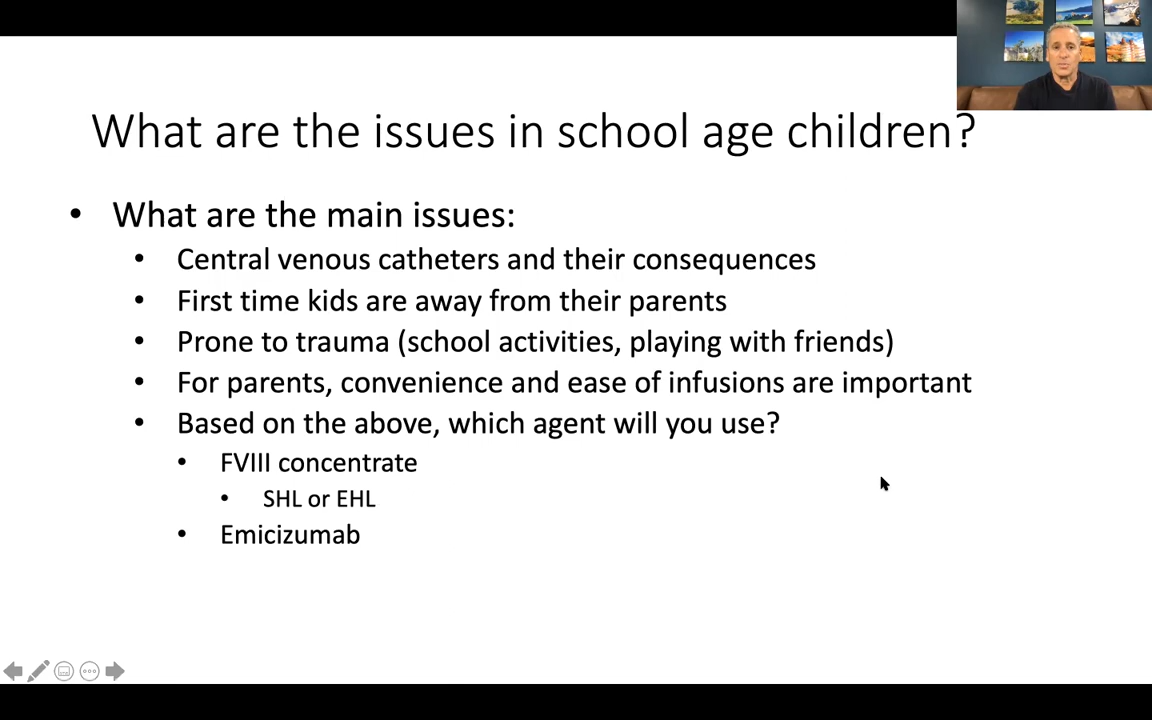 What are the issues in school age children?
• What are the main issues:
• Central venous catheters and their consequences
• First time kids are away from their parents
• Prone to trauma (school activities, playing with friends)
• For parents, convenience and ease of infusions are important
• Based on the above, which agent will you use?
• FVIII concentrate
• SHL or EHL
• Emicizumab